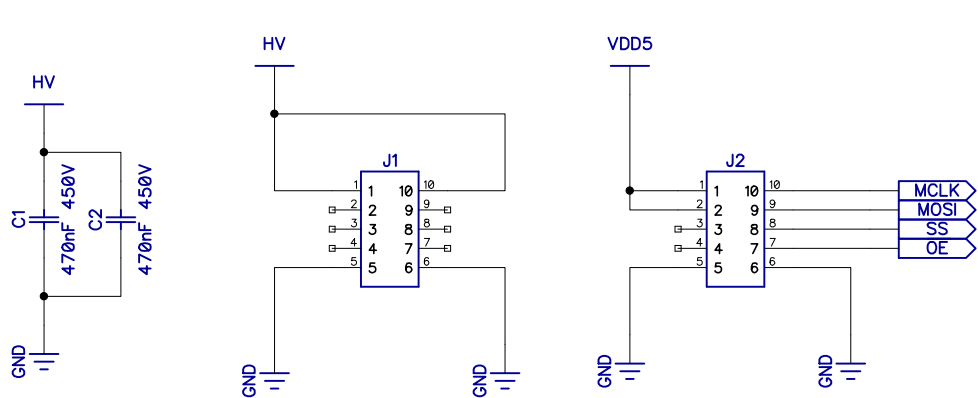 HV
C1
470nF 450V
C2
470nF 450V
GND
HV
J1
1 1 10 10
2 2 9 9
3 3 8 8
4 4 7 7
5 5 6 6
GND
GND
VDD5
J2
1 1 10 10 MCLK
2 2 9 9 MOSI
3 3 8 8 SS
4 4 7 7 OE
5 5 6 6
GND
GND